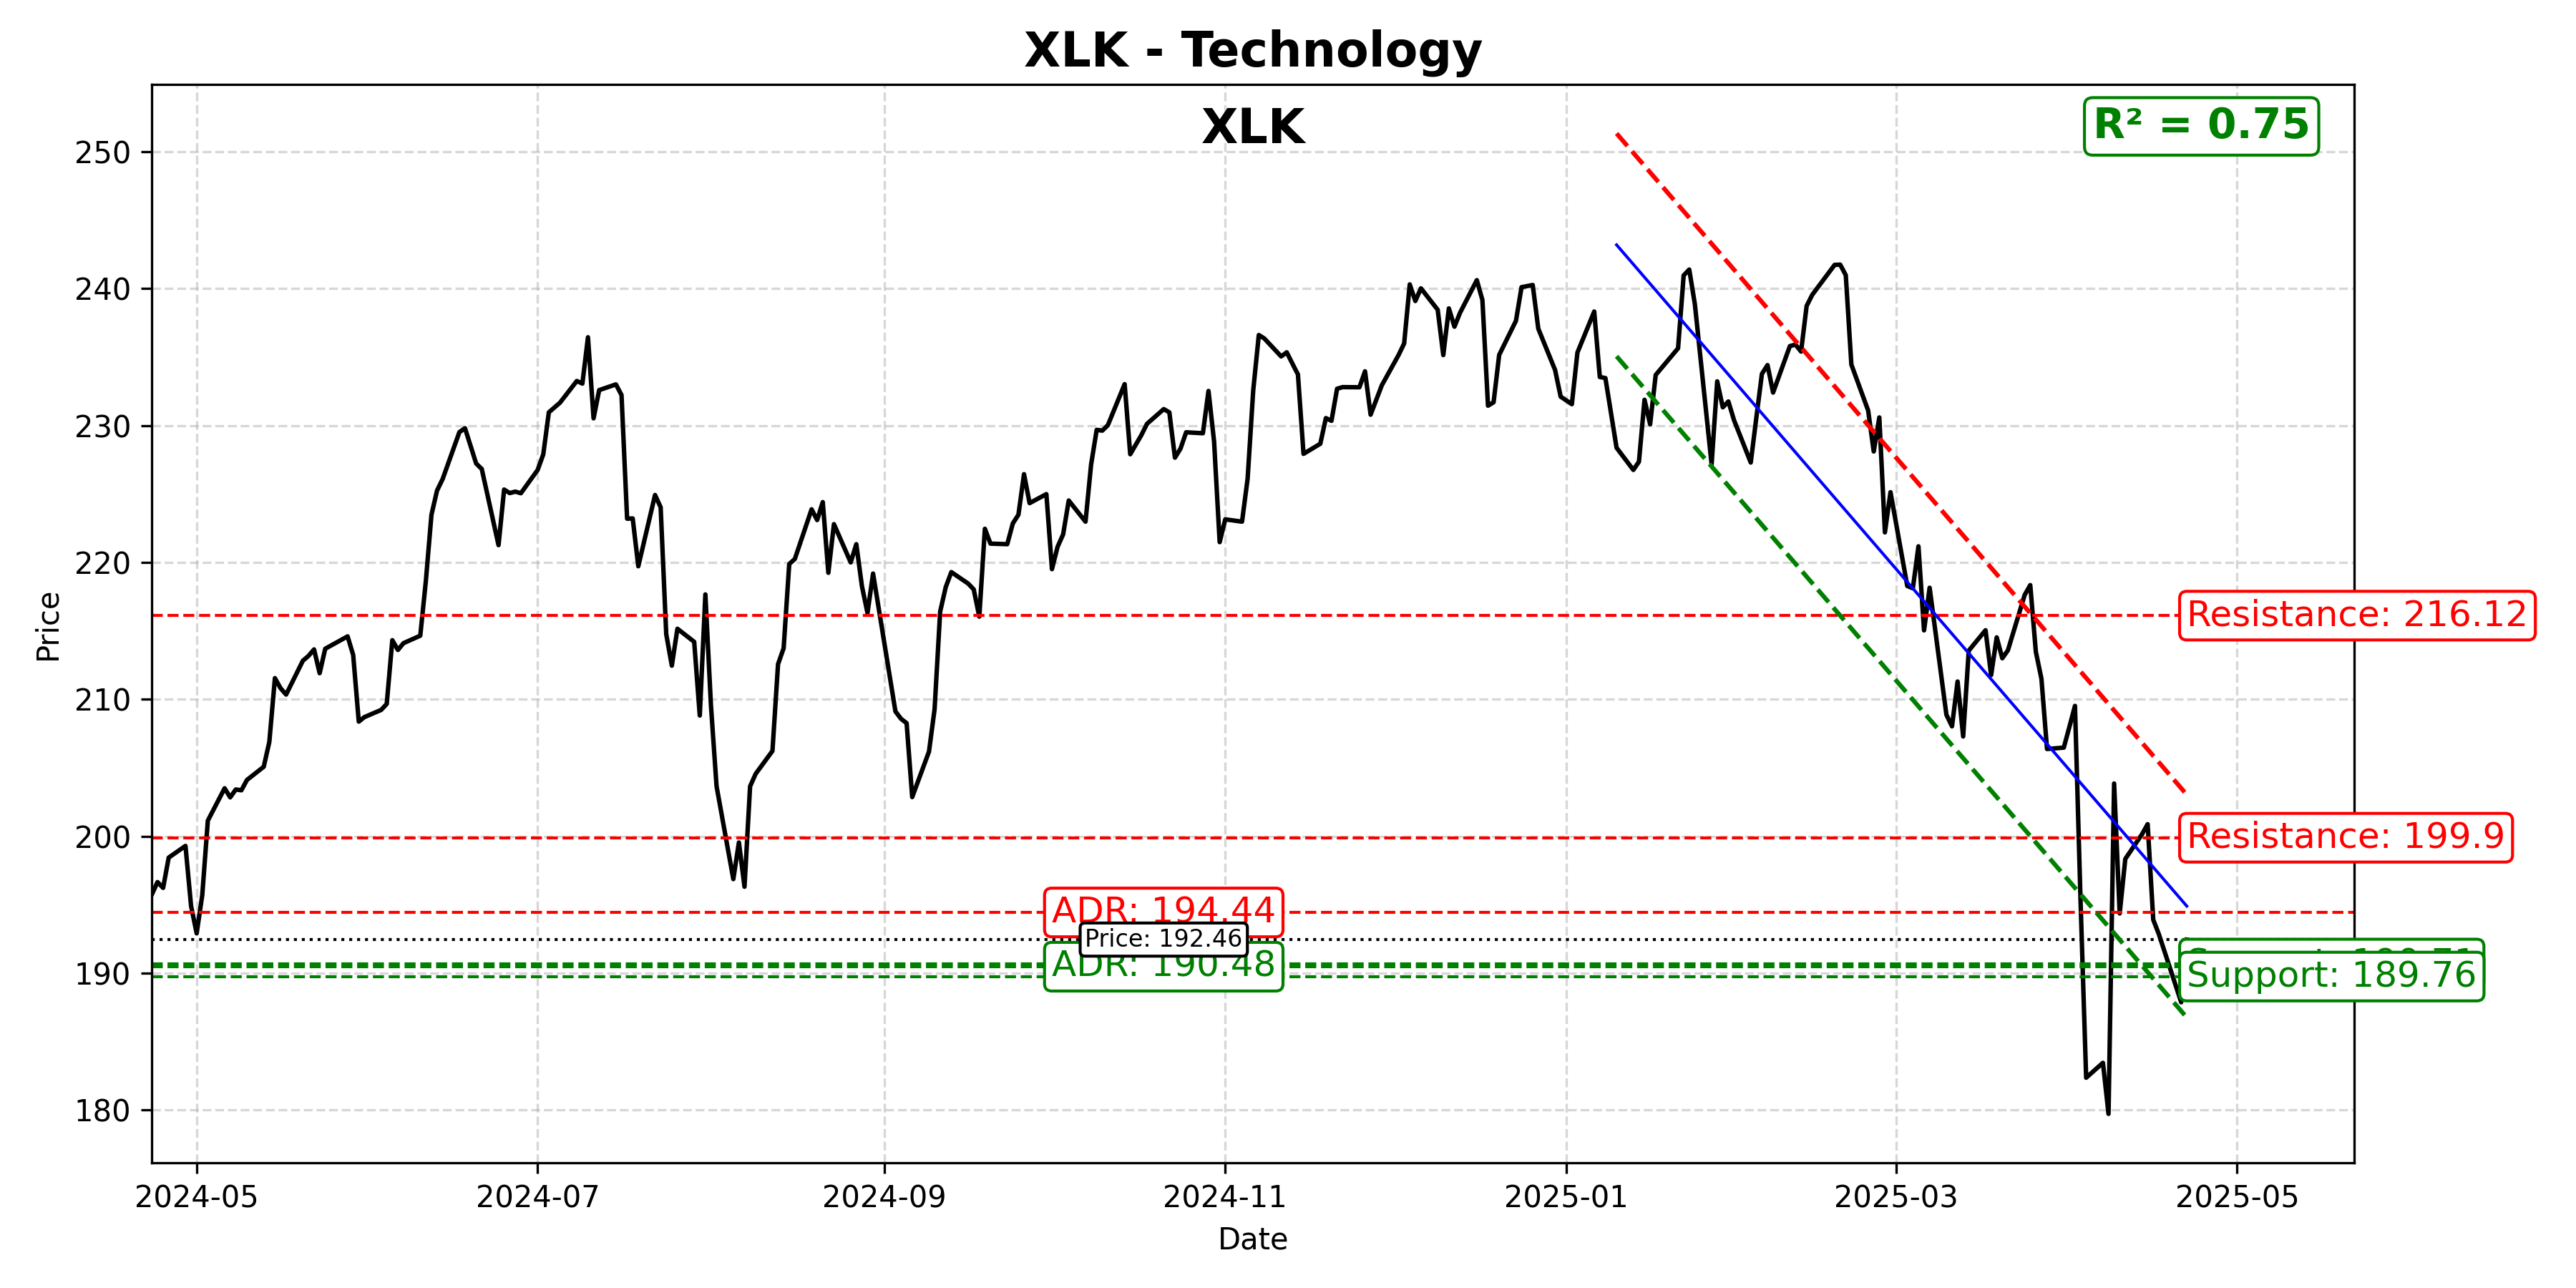 XLK - Technology
XLK
R² = 0.75
250
240
230
220
210
200
190
180
Price
Resistance: 216.12
Resistance: 199.9
ADR: 194.44
Price: 192.46
ADR: 190.48
Support: 189.76
2024-05
2024-07
2024-09
2024-11
2025-01
2025-03
2025-05
Date